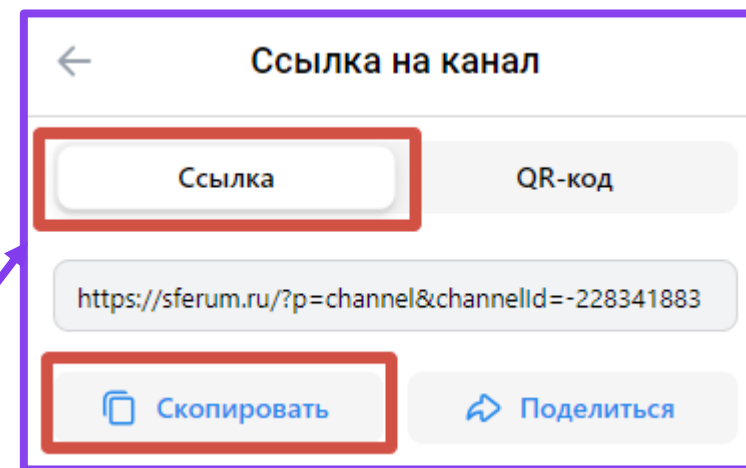 Ссылка на канал
Ссылка
QR-код
https://sferum.ru/?p=channel&channelId=-228341883
Скопировать
Поделиться